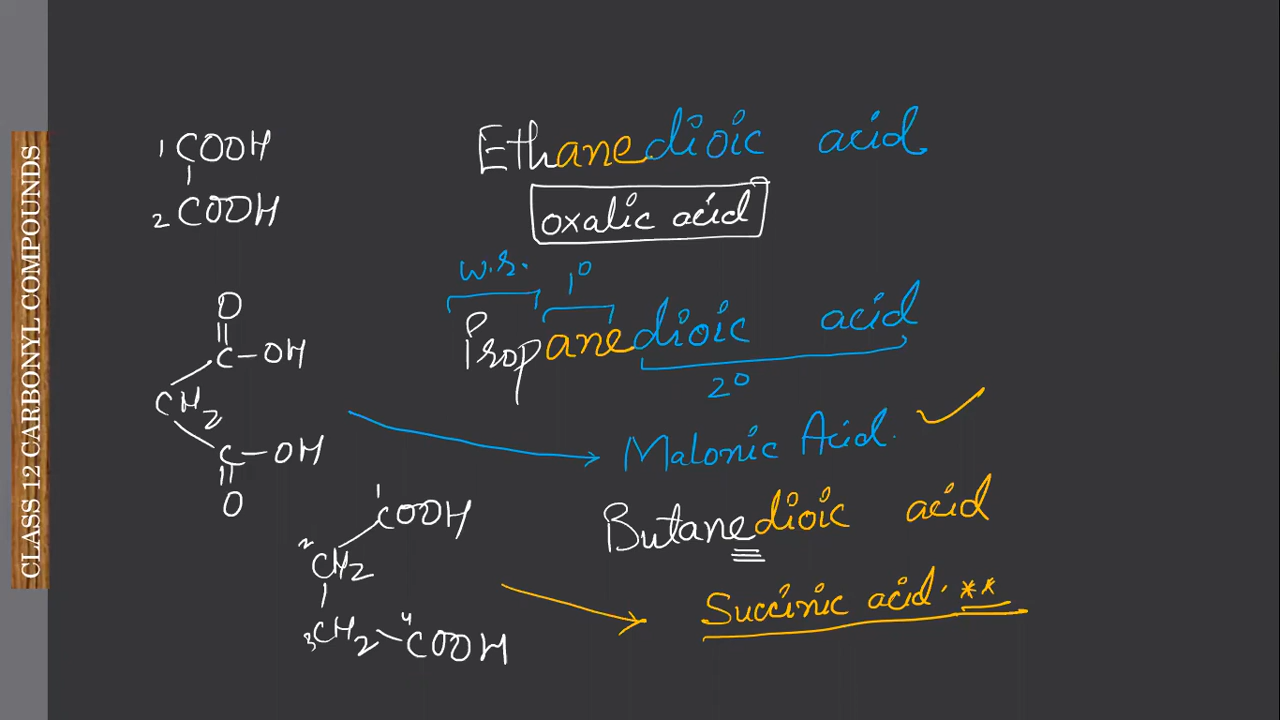 CLASS 12 CARBONYL COMPOUNDS
1 COOH
2 COOH
Ethanedioic acid
oxalic acid
w.s. 1°
Propanedioic acid
2°
O
C-OH
CH2
C-OH
O
Malonic Acid.
1 COOH
2 CH2
3 CH2-4 COOH
Butanedioic acid
Succinic acid. **